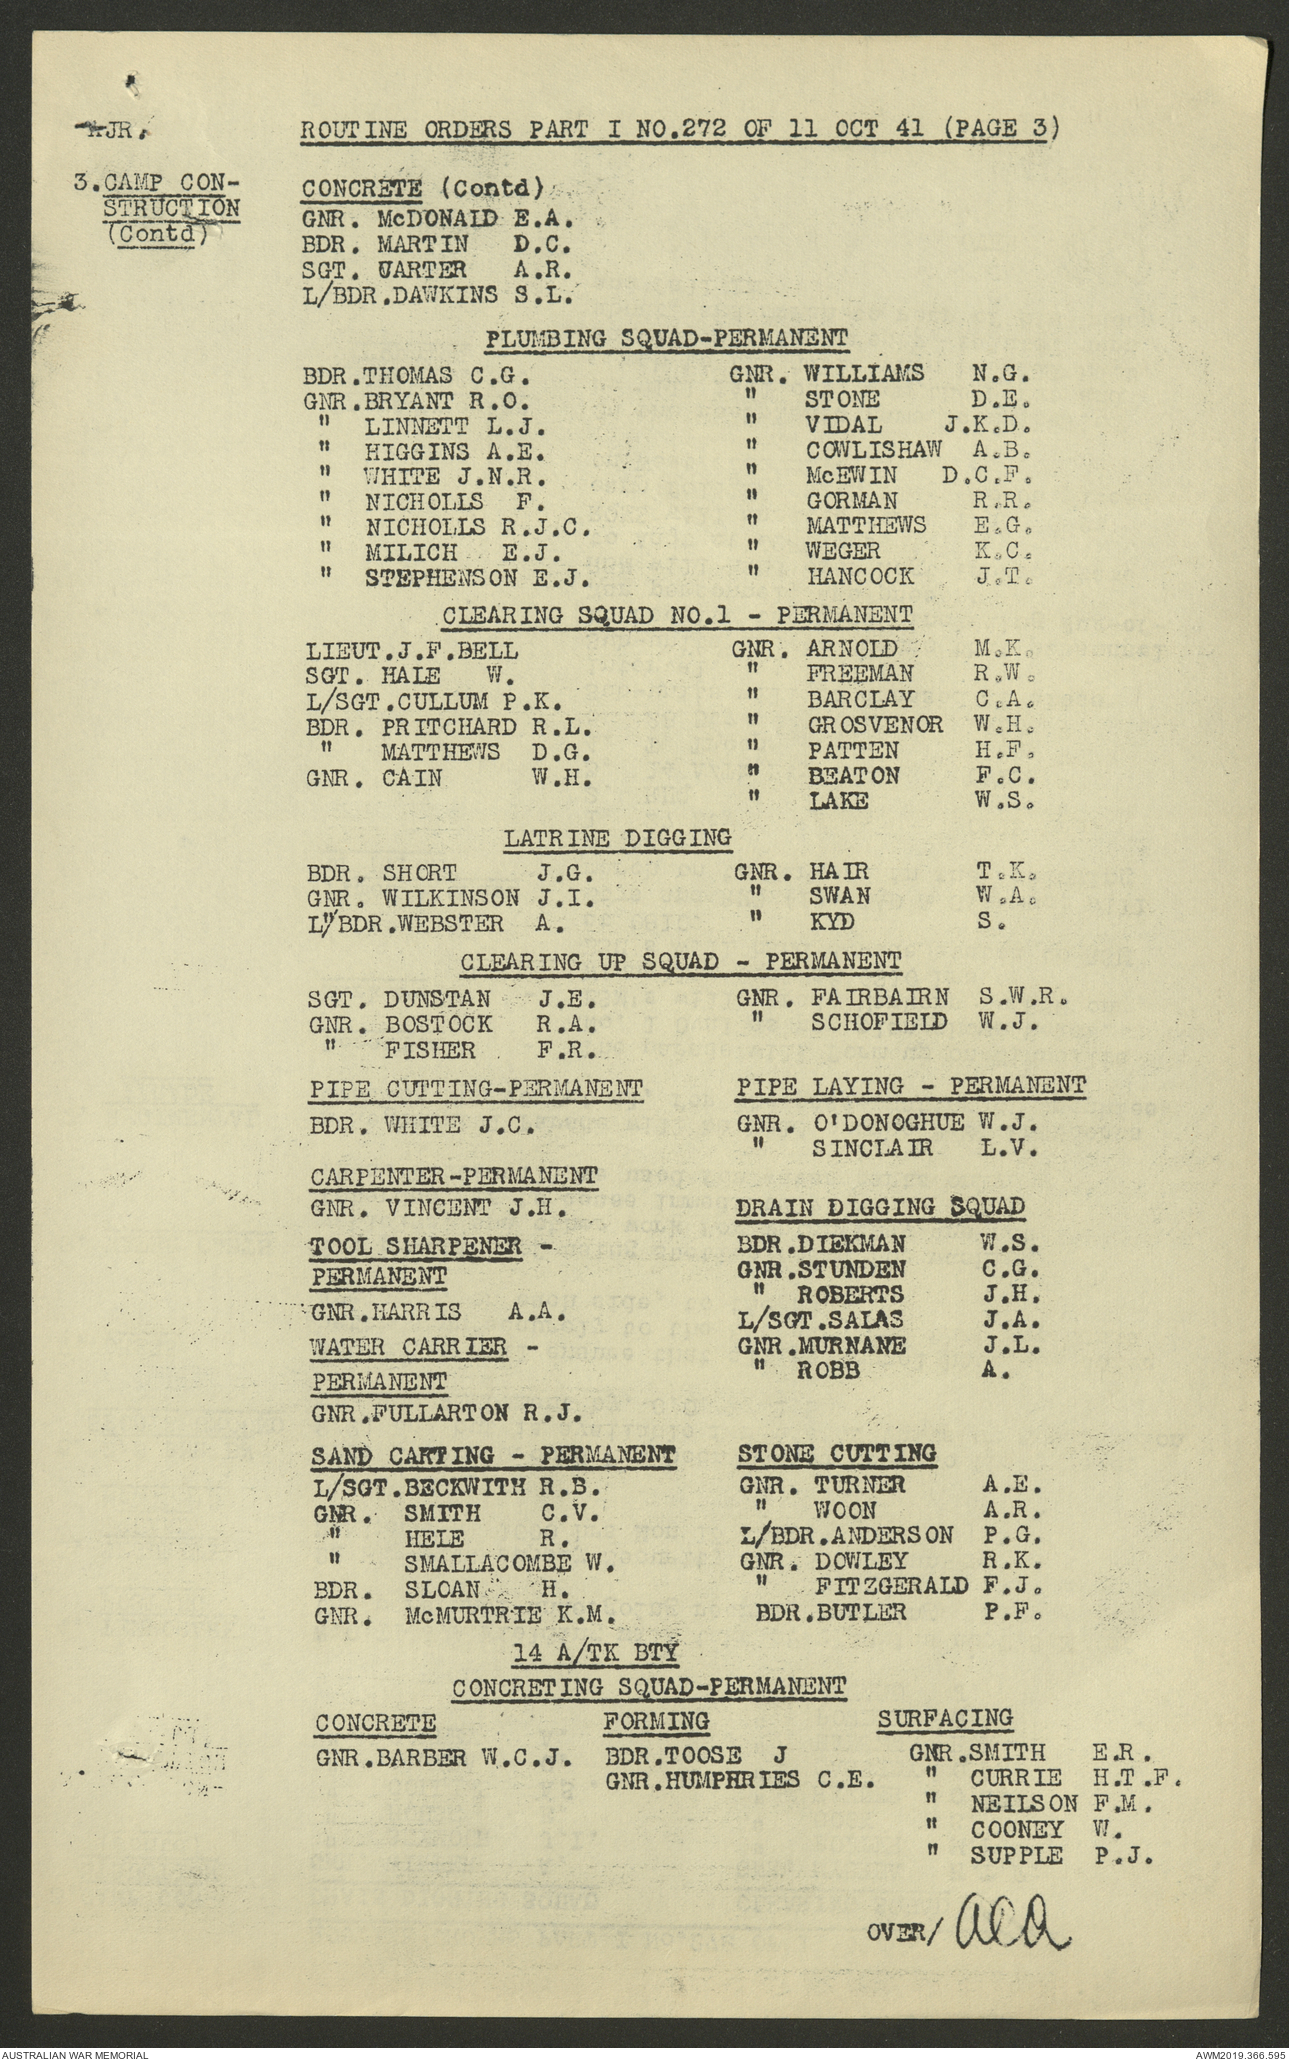 ROUTINE ORDERS PART I NO.272 OF 11 OCT 41 (PAGE 3)
3.CAMP CON-
STRUCTION
(Contd)
CONCRETE (Contd)
GNR. McDONALD E.A.
BDR. MARTIN D.C.
SGT. CARTER A.R.
L/BDR.DAWKINS S.L.
PLUMBING SQUAD-PERMANENT
BDR.THOMAS C.G.
GNR.BRYANT R.O.
" LINNETT L.J.
" HIGGINS A.E.
" WHITE J.N.R.
" NICHOLLS F.
" NICHOLLS R.J.C.
" MILICH E.J.
" STEPHENSON E.J.
GNR. WILLIAMS N.G.
" STONE D.E.
" VIDAL J.K.D.
" COWLISHAW A.B.
" McEWIN D.C.F.
" GORMAN R.R.
" MATTHEWS E.G.
" WEGER K.C.
" HANCOCK J.T.
CLEARING SQUAD NO.1 - PERMANENT
LIEUT.J.F.BELL
SGT. HALE W.
L/SGT.CULLUM P.K.
BDR. PRITCHARD R.L.
" MATTHEWS D.G.
GNR. CAIN W.H.
GNR. ARNOLD M.K.
" FREEMAN R.W.
" BARCLAY C.A.
" GROSVENOR W.H.
" PATTEN H.F.
" BEATON F.C.
" LAKE W.S.
LATRINE DIGGING
BDR. SHORT J.G.
GNR. WILKINSON J.I.
L/BDR.WEBSTER A.
GNR. HAIR T.K.
" SWAN W.A.
" KYD S.
CLEARING UP SQUAD - PERMANENT
SGT. DUNSTAN J.E.
GNR. BOSTOCK R.A.
" FISHER F.R.
GNR. FAIRBAIRN S.W.R.
" SCHOFIELD W.J.
PIPE CUTTING-PERMANENT
BDR. WHITE J.C.
PIPE LAYING - PERMANENT
GNR. O'DONOGHUE W.J.
" SINCLAIR L.V.
CARPENTER-PERMANENT
GNR. VINCENT J.H.
TOOL SHARPENER -
PERMANENT
GNR.HARRIS A.A.
WATER CARRIER -
PERMANENT
GNR.FULLARTON R.J.
DRAIN DIGGING SQUAD
BDR.DIEKMAN W.S.
GNR.STUNDEN C.G.
" ROBERTS J.H.
L/SGT.SALAS J.A.
GNR.MURNANE J.L.
" ROBB A.
SAND CARTING - PERMANENT
L/SGT.BECKWITH R.B.
GNR. SMITH C.V.
" HELE R.
" SMALLACOMBE W.
BDR. SLOAN H.
GNR. McMURTRIE K.M.
STONE CUTTING
GNR. TURNER A.E.
" WOON A.R.
L/BDR.ANDERSON P.G.
GNR. DOWLEY R.K.
" FITZGERALD F.J.
BDR.BUTLER P.F.
14 A/TK BTY
CONCRETING SQUAD-PERMANENT
CONCRETE
GNR.BARBER W.C.J.
FORMING
BDR.TOOSE J
GNR.HUMPHRIES C.E.
SURFACING
GNR.SMITH E.R.
" CURRIE H.T.F.
" NEILSON F.M.
" COONEY W.
" SUPPLE P.J.
OVER/
AUSTRALIAN WAR MEMORIAL
AWM2019.366.595